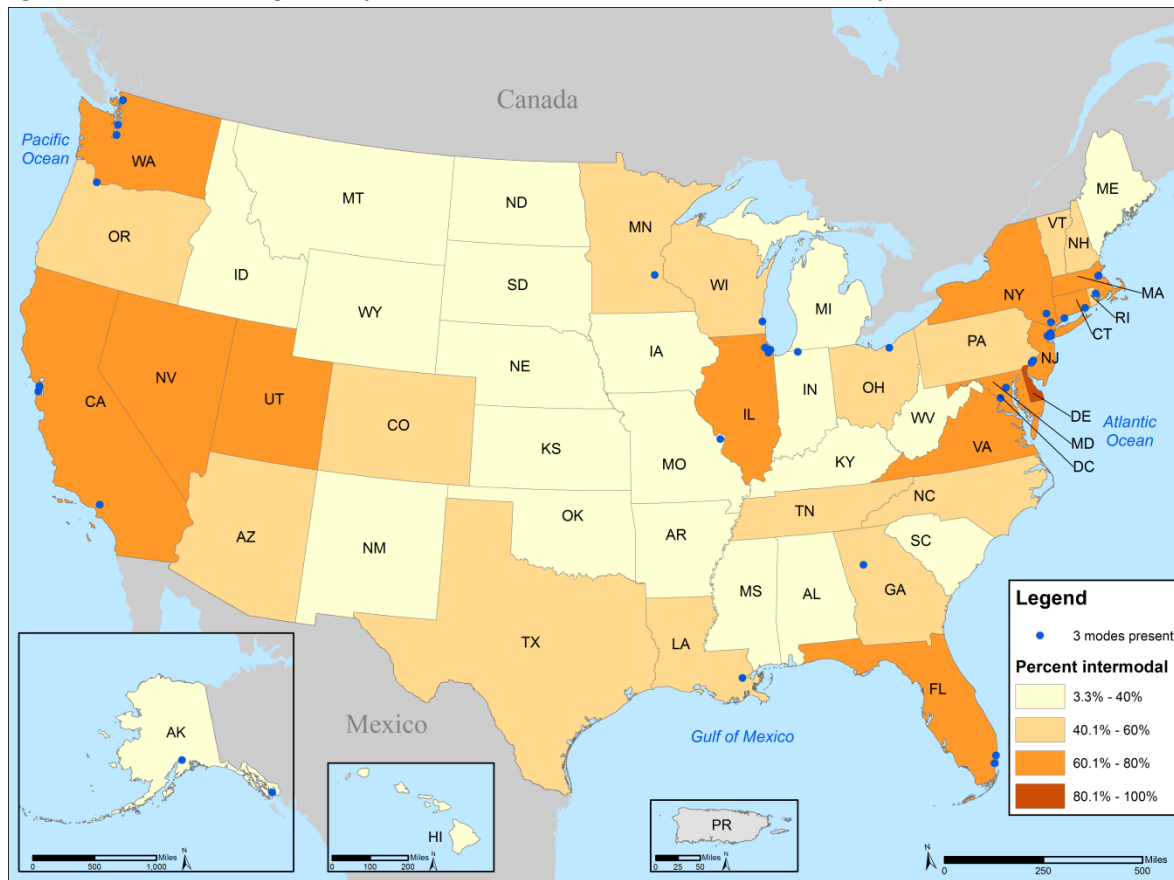 Canada
Pacific
Ocean
WA
MT
ND
MN
ME
VT
NH
OR
ID
SD
WI
MI
NY
MA
RI
CT
WY
IA
PA
NJ
NE
NV
UT
CO
IL
IN
OH
DE
MD
DC
Atlantic
Ocean
CA
KS
MO
WV
VA
KY
AZ
NM
OK
AR
TN
NC
SC
MS
AL
GA
TX
LA
FL
Mexico
Gulf of Mexico
Legend
3 modes present
Percent intermodal
3.3% - 40%
40.1% - 60%
60.1% - 80%
80.1% - 100%
AK
Miles
0 500 1,000
N
HI
Miles
0 100 200
N
PR
Miles
0 25 50
N
N
Miles
0 250 500